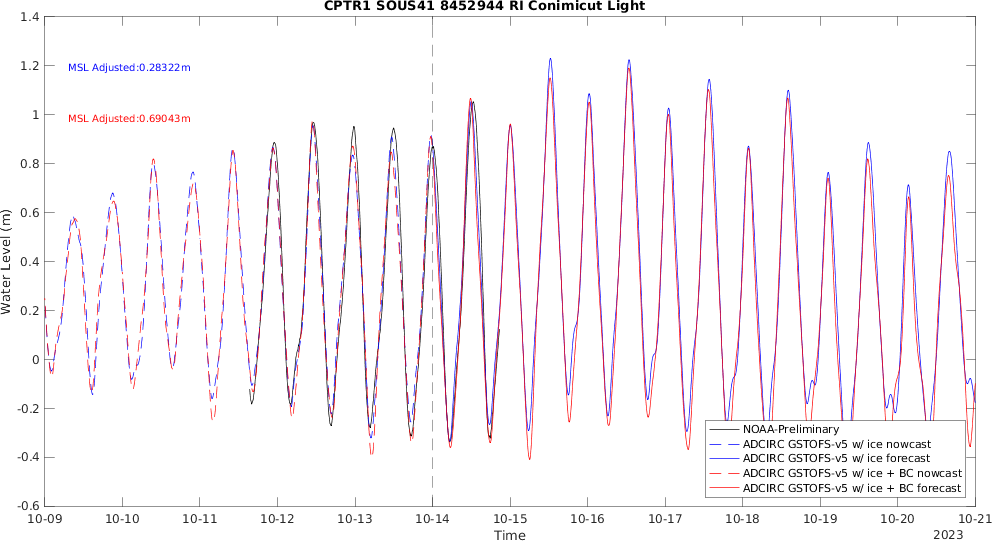 CPTR1 SOUS41 8452944 RI Conimicut Light
1.4
1.2
1
0.8
0.6
0.4
0.2
0
-0.2
-0.4
-0.6
Water Level (m)
MSL Adjusted:0.28322m
MSL Adjusted:0.69043m
NOAA-Preliminary
ADCIRC GSTOFS-v5 w/ ice nowcast
ADCIRC GSTOFS-v5 w/ ice forecast
ADCIRC GSTOFS-v5 w/ ice + BC nowcast
ADCIRC GSTOFS-v5 w/ ice + BC forecast
10-09 10-10 10-11 10-12 10-13 10-14 10-15 10-16 10-17 10-18 10-19 10-20 10-21
Time
2023